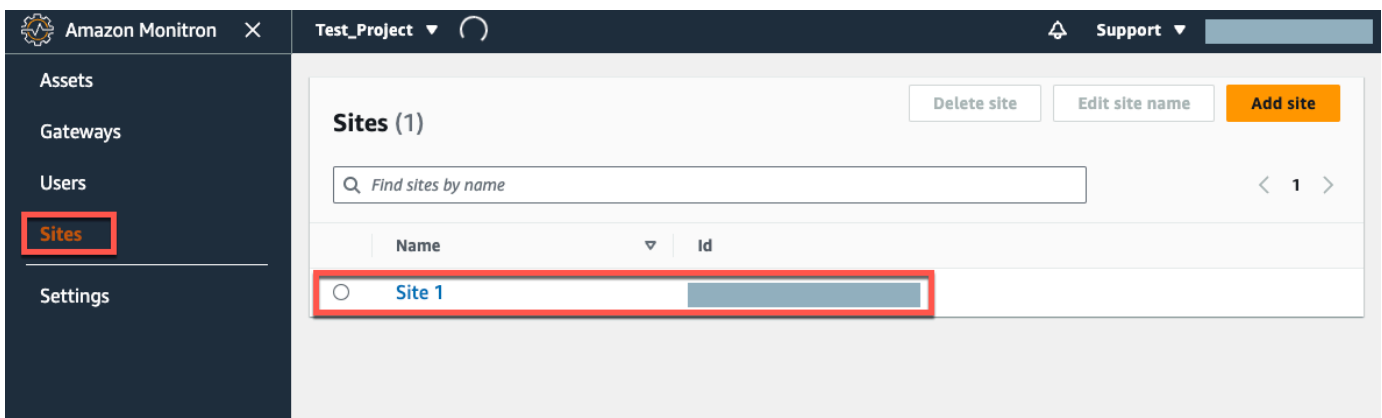 Amazon Monitron
Test_Project
Support
Assets
Gateways
Users
Sites
Settings
Sites (1)
Delete site
Edit site name
Add site
Find sites by name
1
Name
Id
Site 1